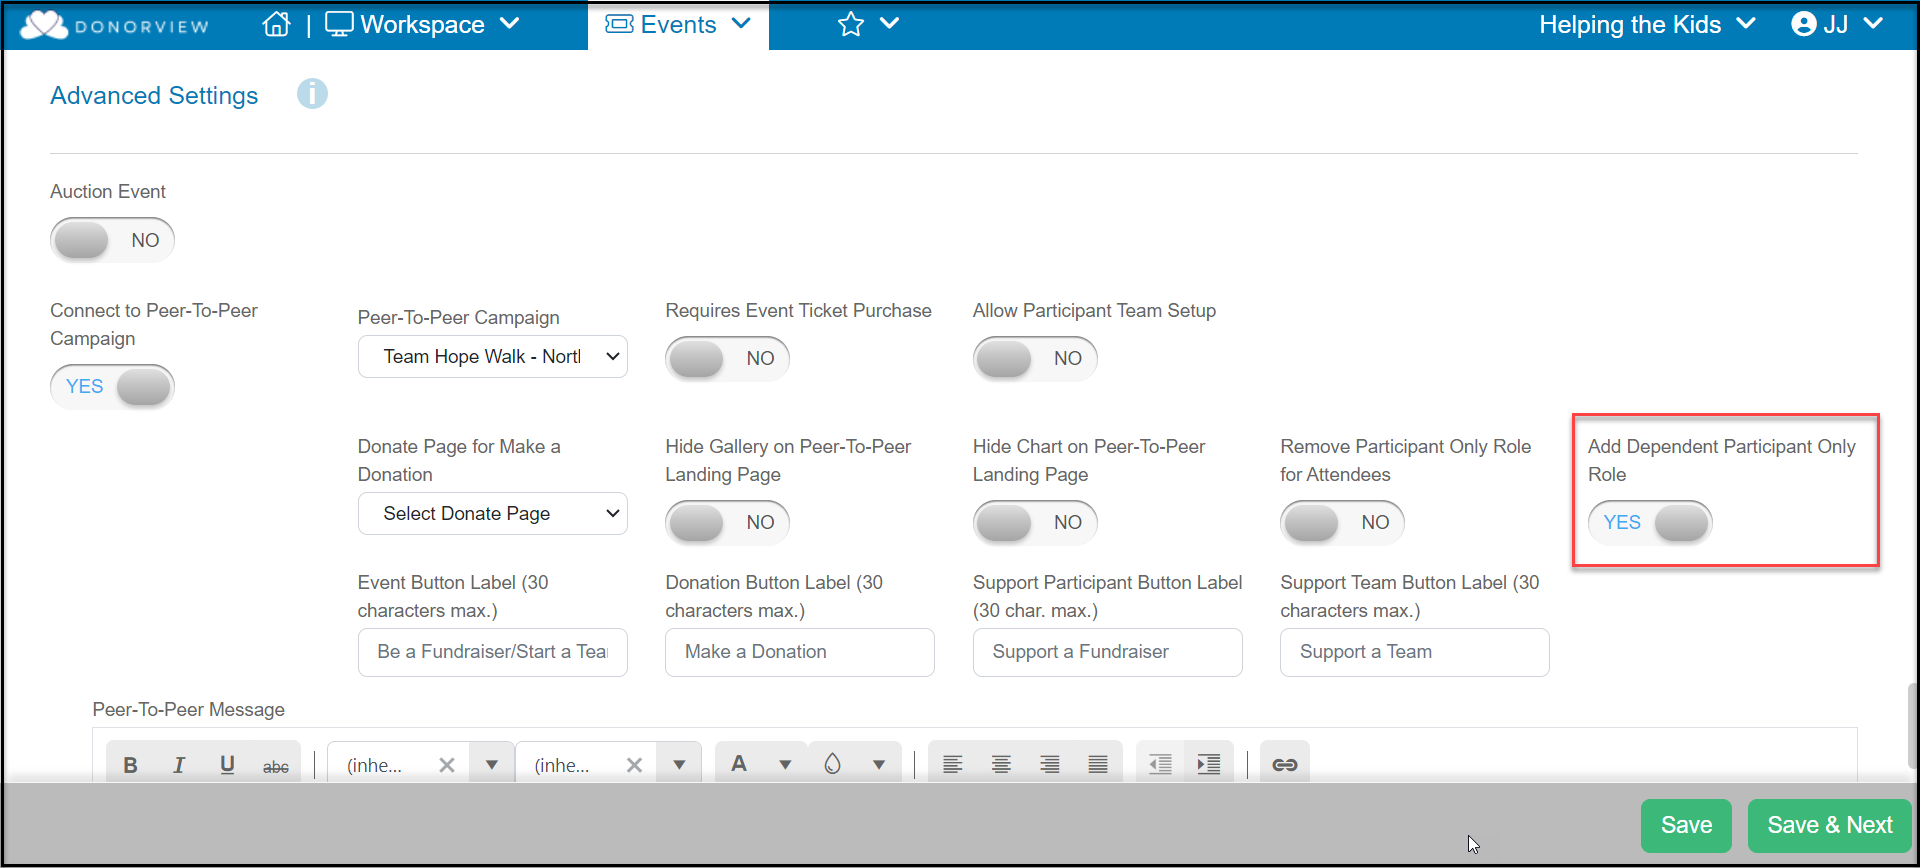 DONORVIEW
| Workspace
Events
Helping the Kids
JJ
Advanced Settings
i
Auction Event
NO
Connect to Peer-To-Peer
Campaign
YES
Peer-To-Peer Campaign
Team Hope Walk - Nort
Requires Event Ticket Purchase
NO
Allow Participant Team Setup
NO
Donate Page for Make a
Donation
Select Donate Page
Hide Gallery on Peer-To-Peer
Landing Page
NO
Hide Chart on Peer-To-Peer
Landing Page
NO
Remove Participant Only Role
for Attendees
NO
Add Dependent Participant Only
Role
YES
Event Button Label (30
characters max.)
Be a Fundraiser/Start a Tea
Donation Button Label (30
characters max.)
Make a Donation
Support Participant Button Label
(30 char. max.)
Support a Fundraiser
Support Team Button Label (30
characters max.)
Support a Team
Peer-To-Peer Message
B I U abc (inhe... (inhe... A
Save
Save & Next